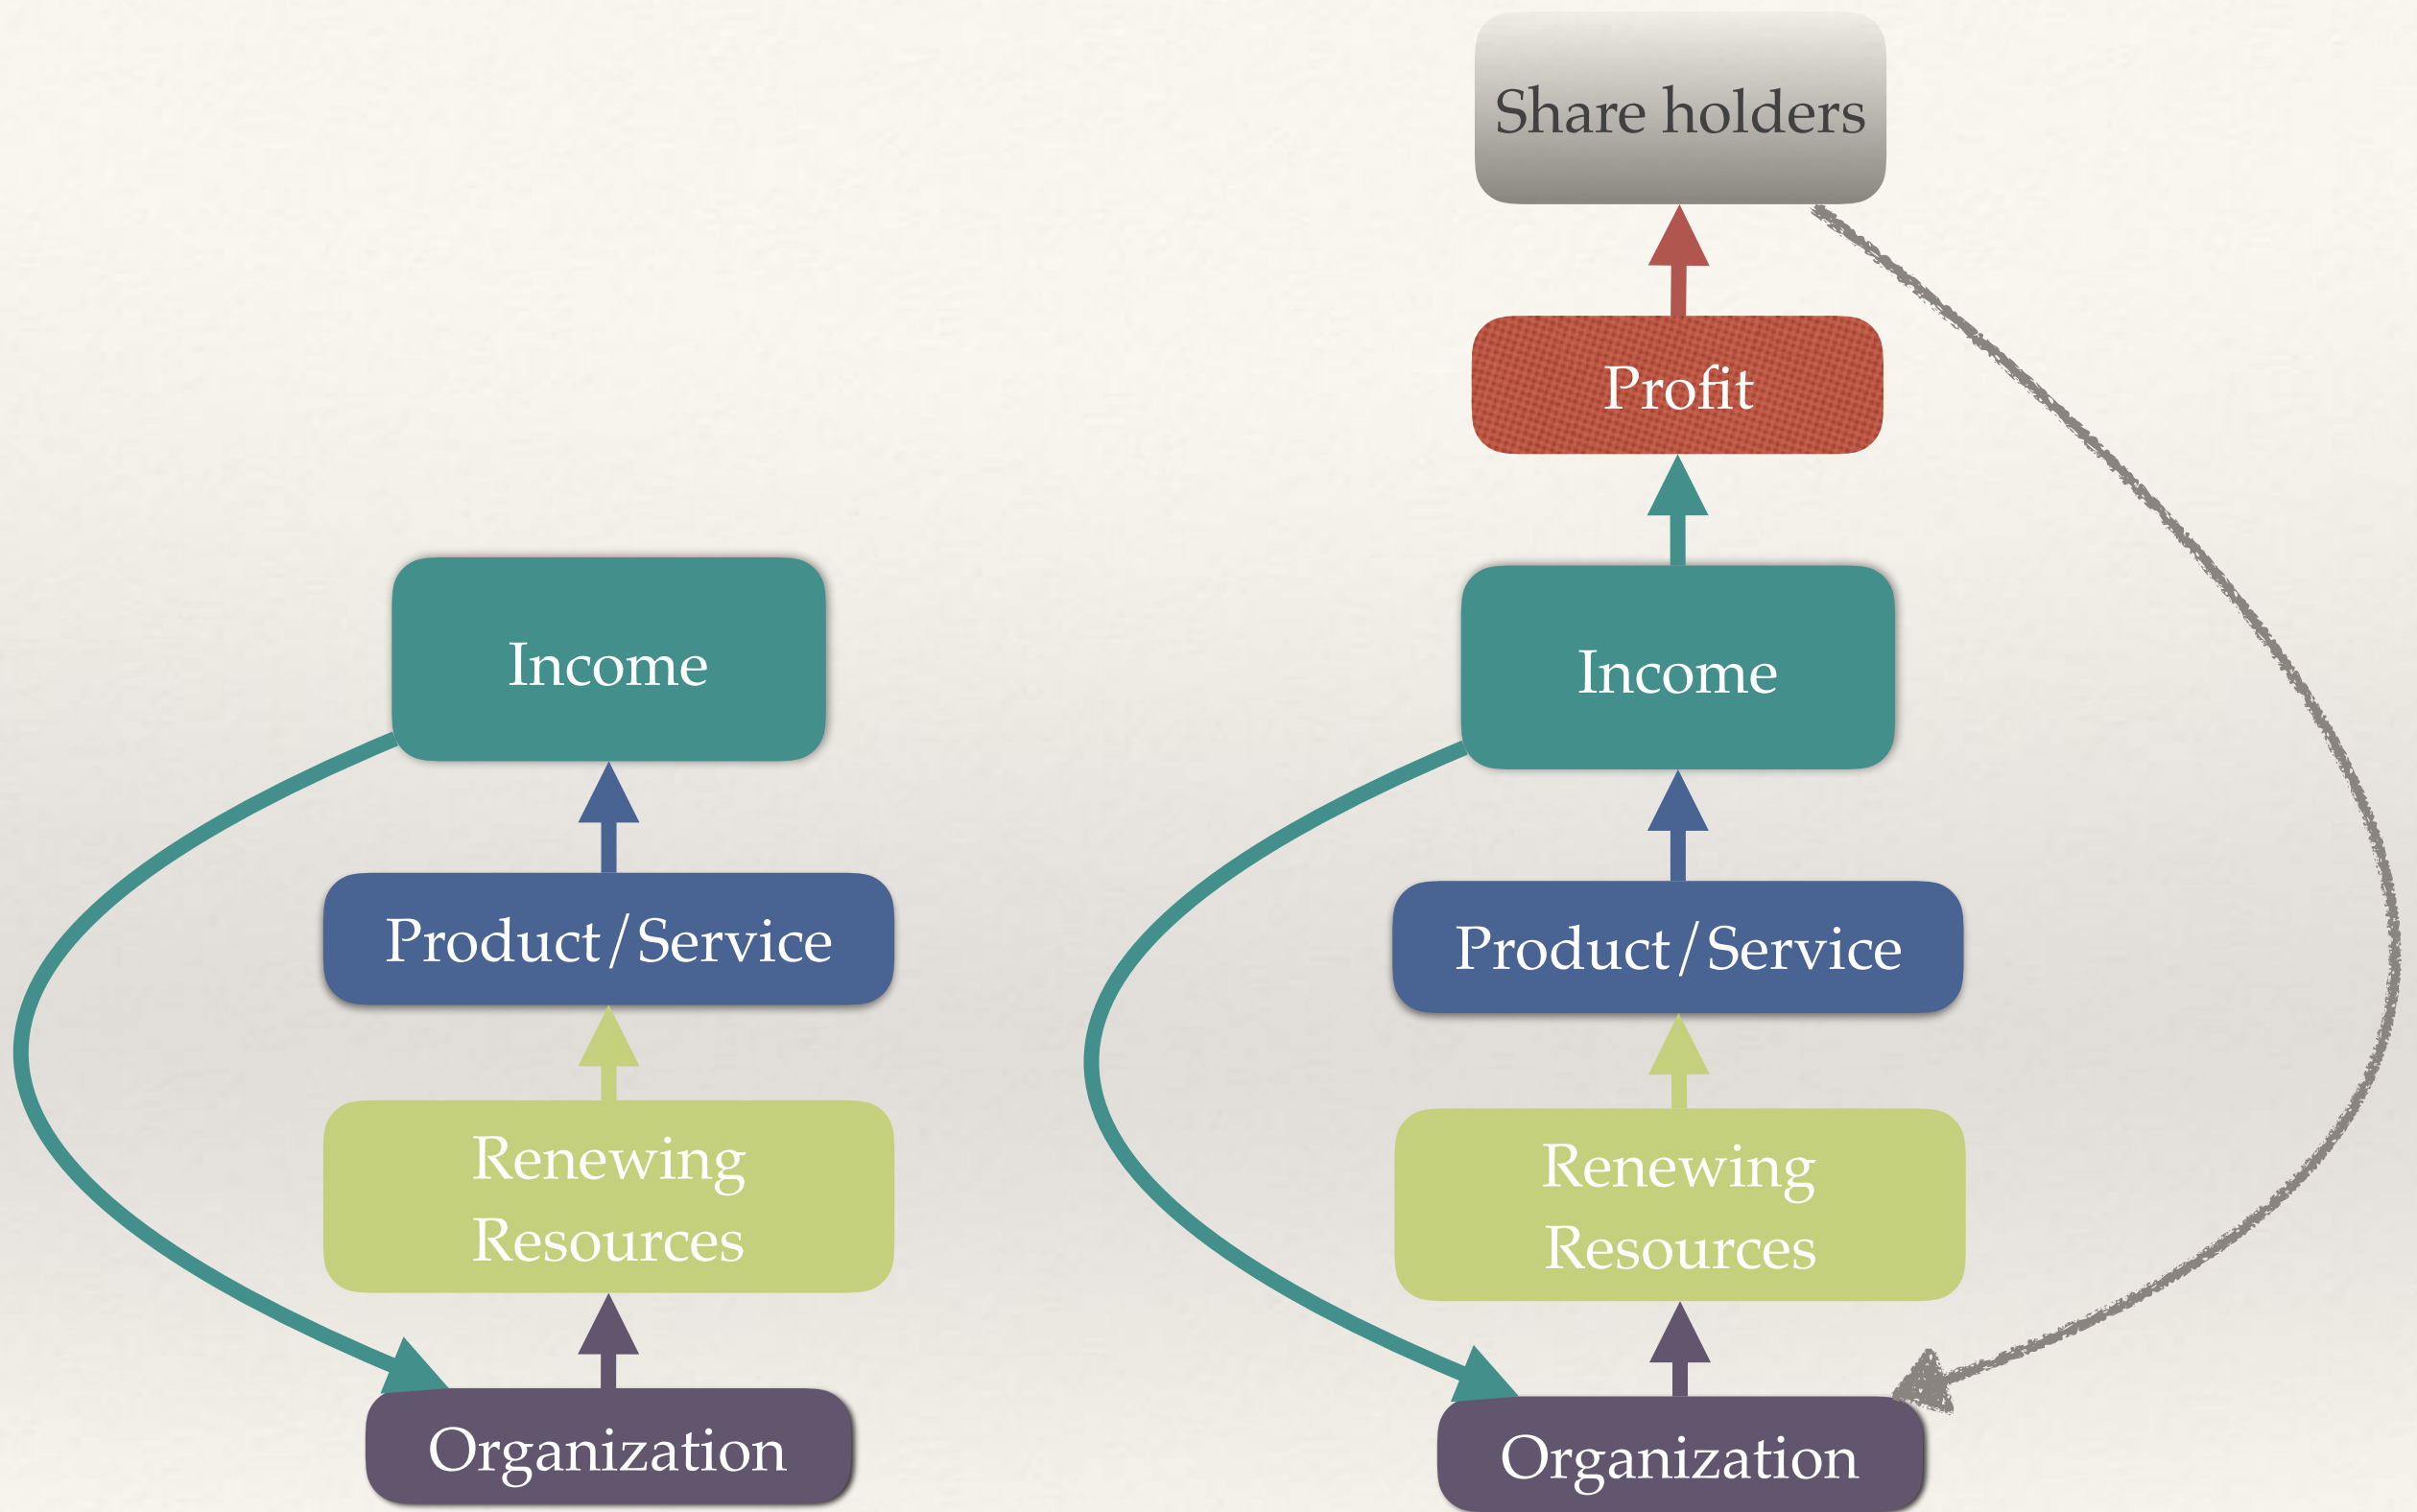 Income
Product/Service
Renewing
Resources
Organization
Share holders
Profit
Income
Product/Service
Renewing
Resources
Organization